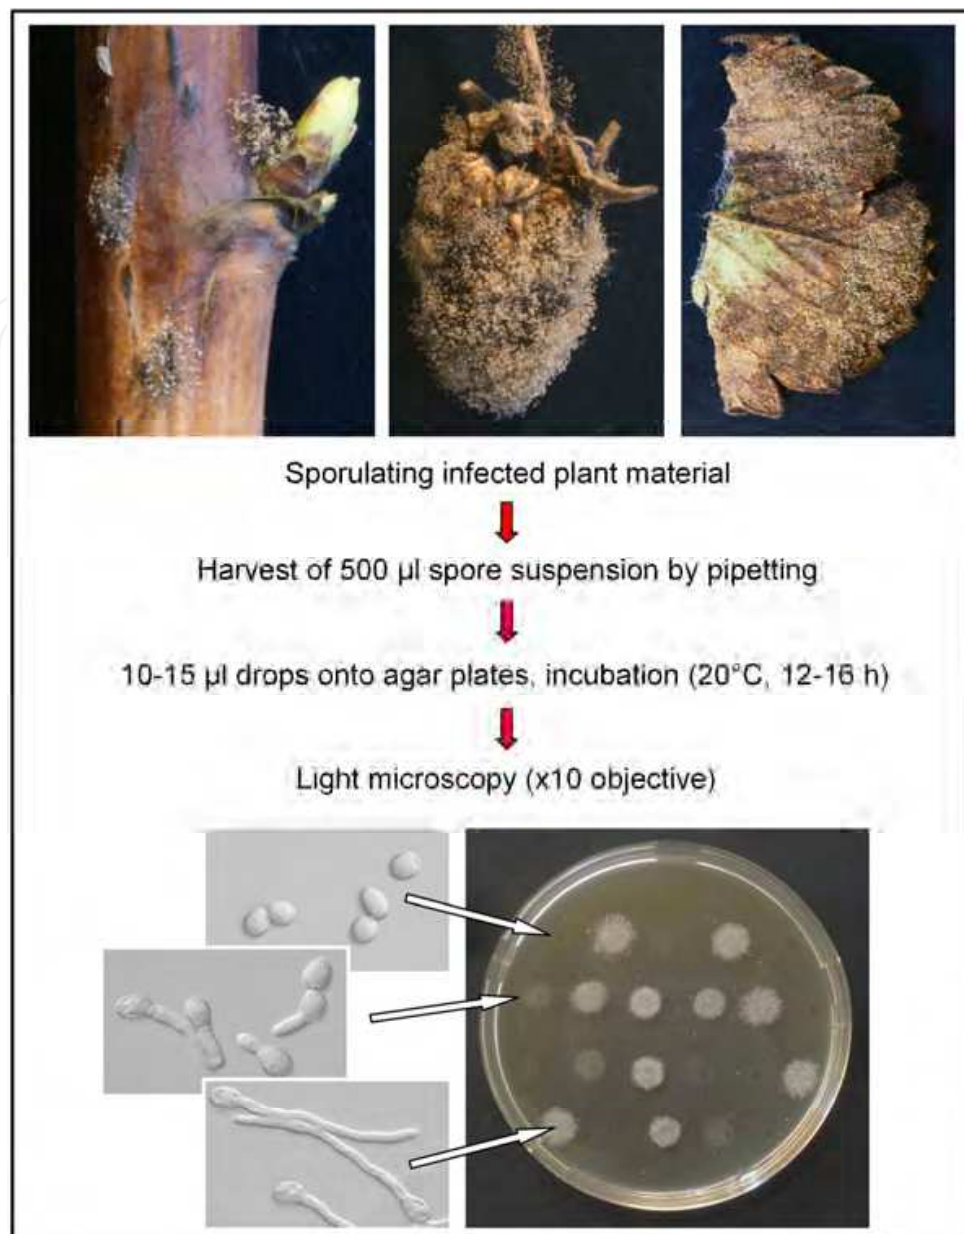 Sporulating infected plant material
Harvest of 500 µl spore suspension by pipetting
10-15 µl drops onto agar plates, incubation (20°C, 12-16 h)
Light microscopy (x10 objective)